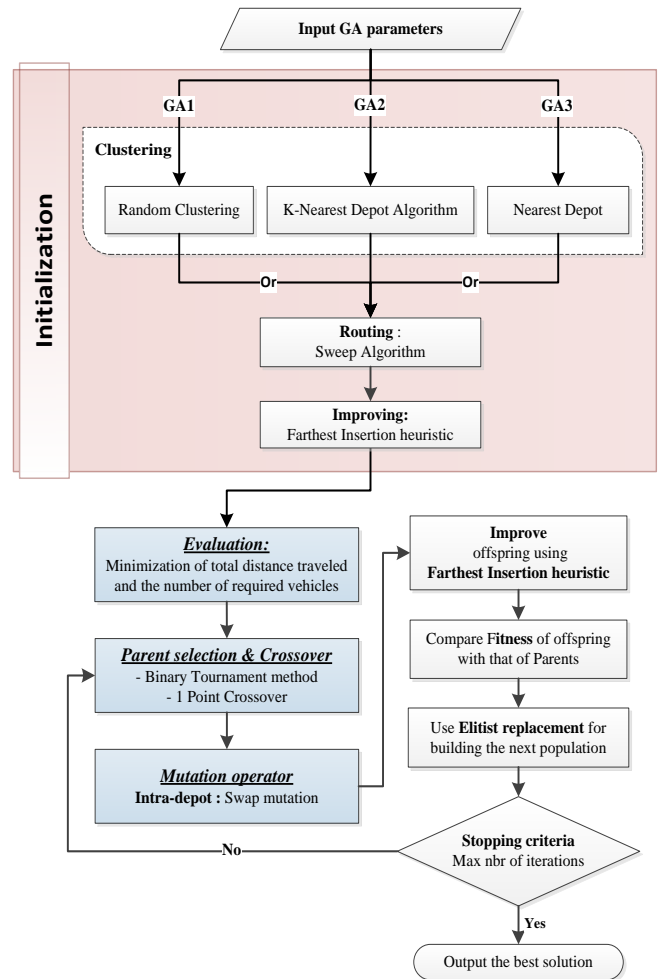 Input GA parameters
Initialization
GA1
GA2
GA3
Clustering
Random Clustering
K-Nearest Depot Algorithm
Nearest Depot
Or
Or
Routing :
Sweep Algorithm
Improving:
Farthest Insertion heuristic
Evaluation:
Minimization of total distance traveled
and the number of required vehicles
Parent selection & Crossover
- Binary Tournament method
- 1 Point Crossover
Mutation operator
Intra-depot : Swap mutation
Improve
offspring using
Farthest Insertion heuristic
Compare Fitness of offspring
with that of Parents
Use Elitist replacement for
building the next population
Stopping criteria
Max nbr of iterations
No
Yes
Output the best solution